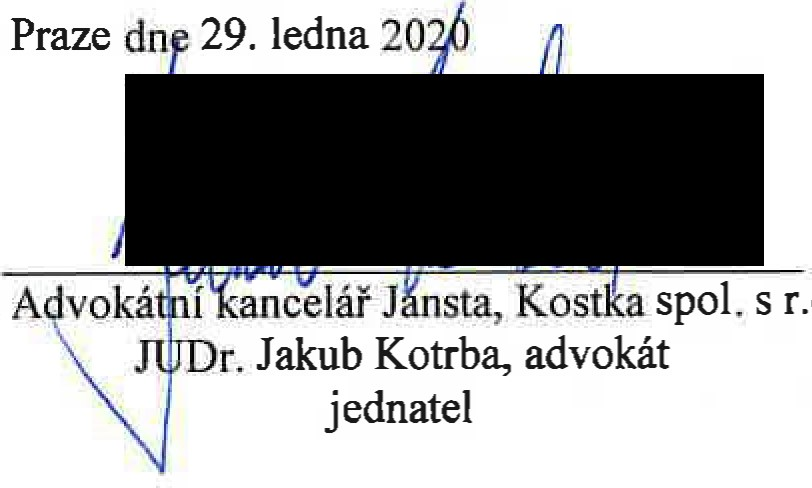 Praze dne 29. ledna 2020
Advokátní kancelář Jansta, Kostka spol. s r.
JUDr. Jakub Kotrba, advokát
jednatel